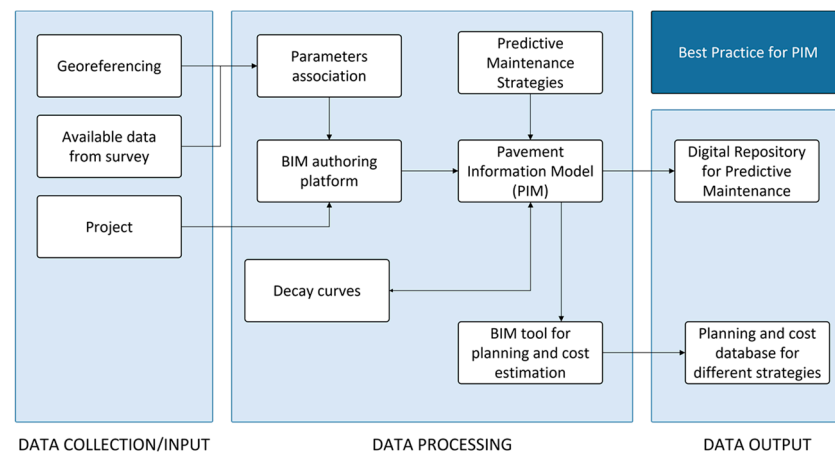 Georeferencing
Available data
from survey
Project
Parameters
association
BIM authoring
platform
Decay curves
Predictive
Maintenance
Strategies
Pavement
Information Model
(PIM)
BIM tool for
planning and cost
estimation
Best Practice for PIM
Digital Repository
for Predictive
Maintenance
Planning and cost
database for
different strategies
DATA COLLECTION/INPUT
DATA PROCESSING
DATA OUTPUT